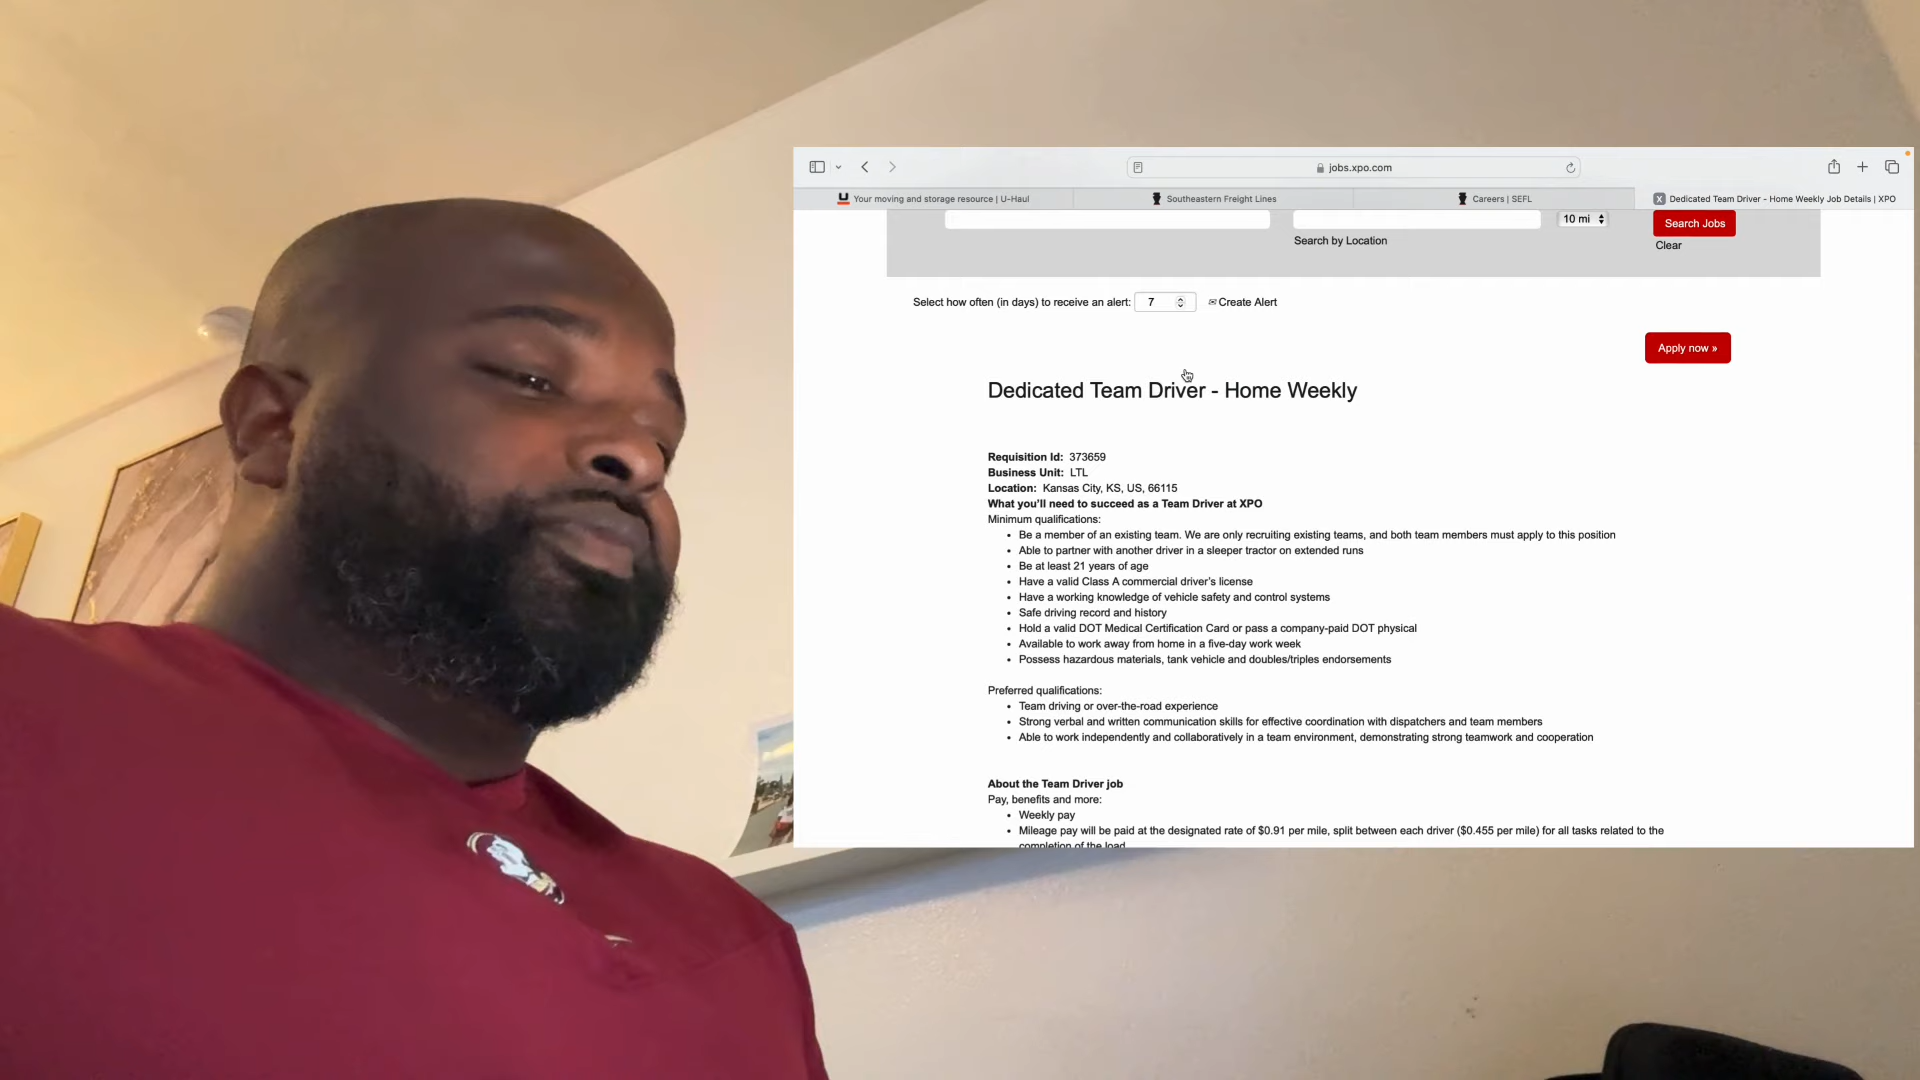 jobs.xpo.com
Your moving and storage resource | U-Haul
Southeastern Freight Lines
Careers | SEFL
X Dedicated Team Driver - Home Weekly Job Details | XPO
10 mi
Search Jobs
Search by Location
Clear
Select how often (in days) to receive an alert: 7 Create Alert
Apply now »
Dedicated Team Driver - Home Weekly
Requisition Id: 373659
Business Unit: LTL
Location: Kansas City, KS, US, 66115
What you'll need to succeed as a Team Driver at XPO
Minimum qualifications:
• Be a member of an existing team. We are only recruiting existing teams, and both team members must apply to this position
• Able to partner with another driver in a sleeper tractor on extended runs
• Be at least 21 years of age
• Have a valid Class A commercial driver's license
• Have a working knowledge of vehicle safety and control systems
• Safe driving record and history
• Hold a valid DOT Medical Certification Card or pass a company-paid DOT physical
• Available to work away from home in a five-day work week
• Possess hazardous materials, tank vehicle and doubles/triples endorsements
Preferred qualifications:
• Team driving or over-the-road experience
• Strong verbal and written communication skills for effective coordination with dispatchers and team members
• Able to work independently and collaboratively in a team environment, demonstrating strong teamwork and cooperation
About the Team Driver job
Pay, benefits and more:
• Weekly pay
• Mileage pay will be paid at the designated rate of $0.91 per mile, split between each driver ($0.455 per mile) for all tasks related to the
completion of the load